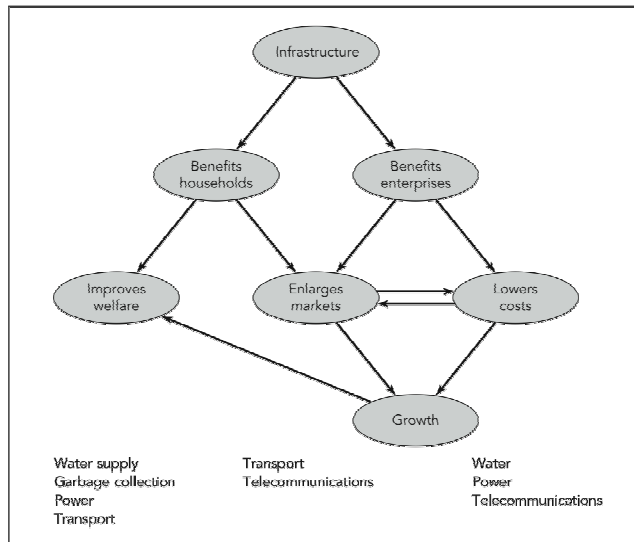 Infrastructure
Benefits
households
Benefits
enterprises
Improves
welfare
Enlarges
markets
Lowers
costs
Growth
Water supply
Garbage collection
Power
Transport
Transport
Telecommunications
Water
Power
Telecommunications